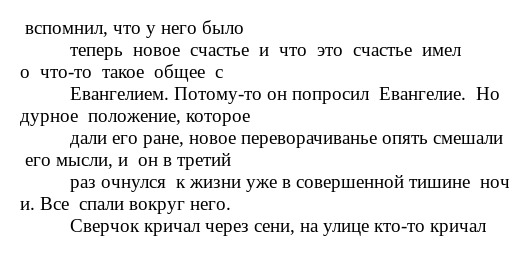 вспомнил, что у него было
теперь новое счастье и что это счастье имел
о что-то такое общее с
Евангелием. Потому-то он попросил Евангелие. Но
дурное положение, которое
дали его ране, новое переворачиванье опять смешали
его мысли, и он в третий
раз очнулся к жизни уже в совершенной тишине ноч
и. Все спали вокруг него.
Сверчок кричал через сени, на улице кто-то кричал